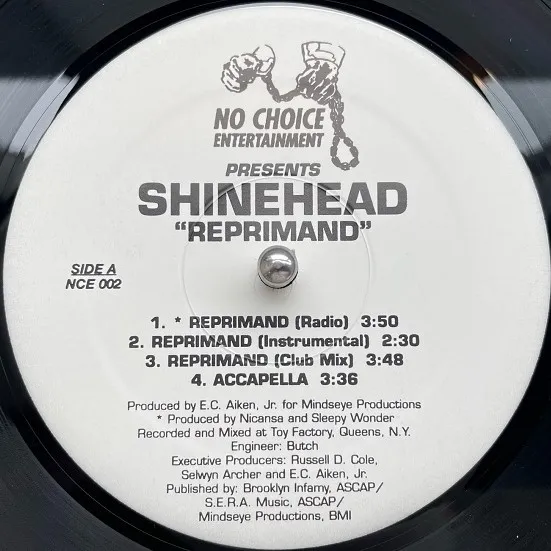 NO CHOICE
ENTERTAINMENT
PRESENTS
SHINEHEAD
"REPRIMAND"
SIDE A
NCE 002
1. * REPRIMAND (Radio) 3:50
2. REPRIMAND (Instrumental) 2:30
3. REPRIMAND (Club Mix) 3:48
4. ACCAPELLA 3:36
Produced by E.C. Aiken, Jr. for Mindseye Productions
* Produced by Nicansa and Sleepy Wonder
Recorded and Mixed at Toy Factory, Queens, N.Y.
Engineer: Butch
Executive Producers: Russell D. Cole,
Selwyn Archer and E.C. Aiken, Jr.
Published by: Brooklyn Infamy, ASCAP/
S.E.R.A. Music, ASCAP/
Mindseye Productions, BMI